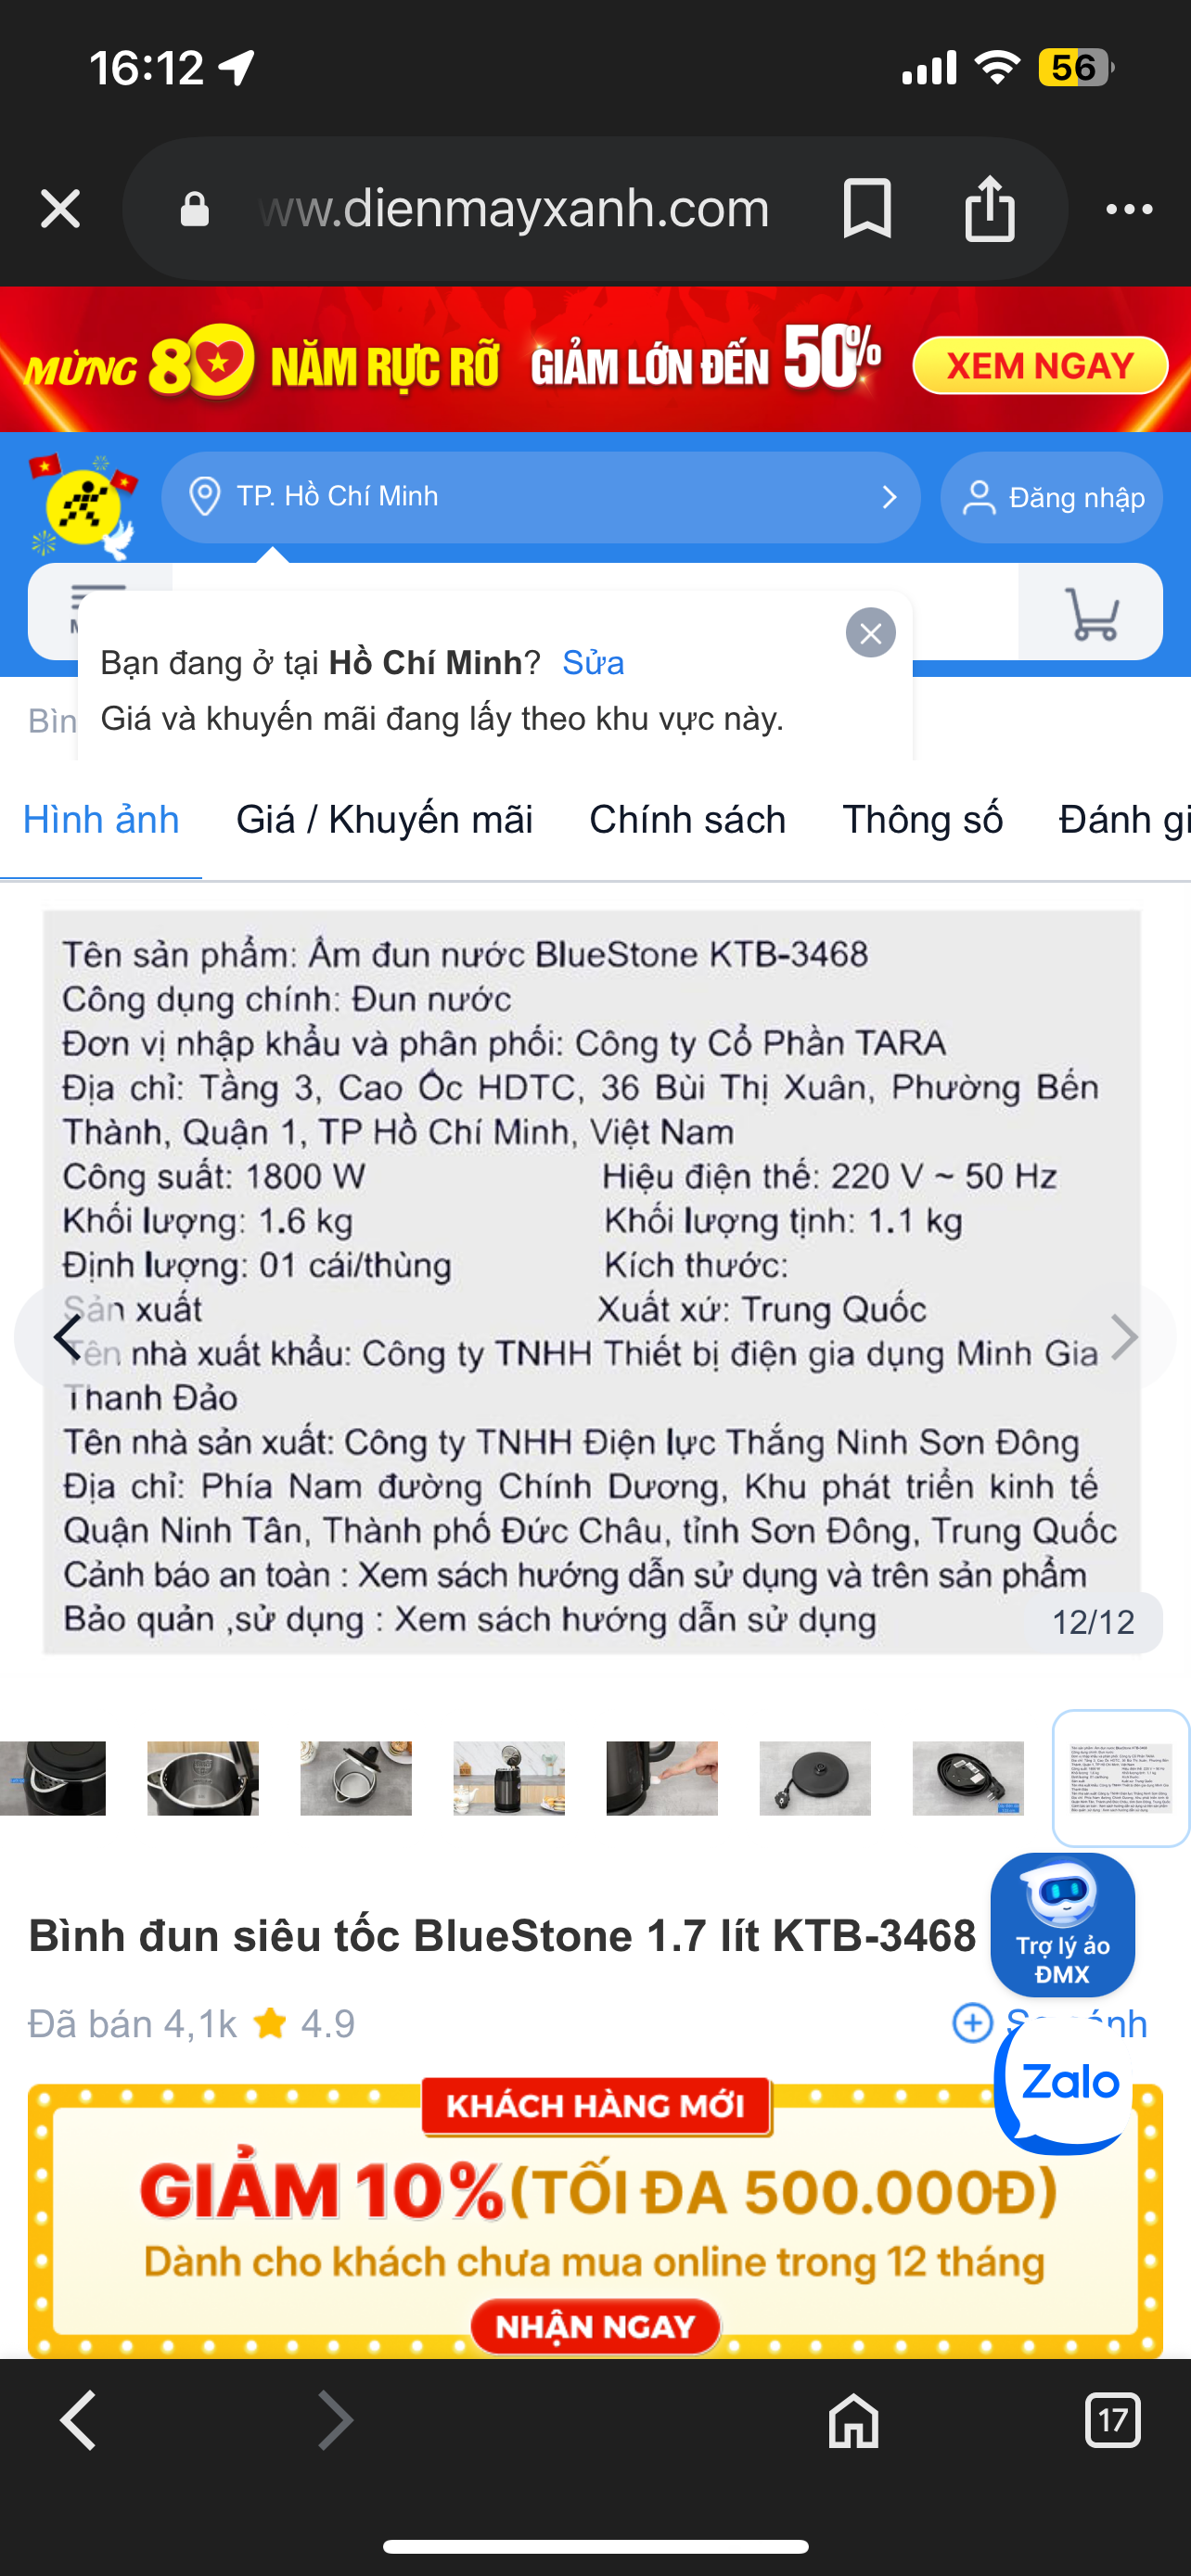 16:12
56
ww.dienmayxanh.com
MỪNG 80 NĂM RỰC RỠ GIẢM LỚN ĐẾN 50% XEM NGAY
TP. Hồ Chí Minh
Đăng nhập
Bạn đang ở tại Hồ Chí Minh? Sửa
Bìn
Giá và khuyến mãi đang lấy theo khu vực này.
Hình ảnh Giá / Khuyến mãi Chính sách Thông số Đánh gi
Tên sản phẩm: Ấm đun nước BlueStone KTB-3468
Công dụng chính: Đun nước
Đơn vị nhập khẩu và phân phối: Công ty Cổ Phần TARA
Địa chỉ: Tầng 3, Cao Ốc HDTC, 36 Bùi Thị Xuân, Phường Bến
Thành, Quận 1, TP Hồ Chí Minh, Việt Nam
Công suất: 1800 W Hiệu điện thế: 220 V ~ 50 Hz
Khối lượng: 1.6 kg Khối lượng tịnh: 1.1 kg
Định lượng: 01 cái/thùng Kích thước:
Sản xuất Xuất xứ: Trung Quốc
Tên nhà xuất khẩu: Công ty TNHH Thiết bị điện gia dụng Minh Gia
Thanh Đảo
Tên nhà sản xuất: Công ty TNHH Điện lực Thắng Ninh Sơn Đông
Địa chỉ: Phía Nam đường Chính Dương, Khu phát triển kinh tế
Quận Ninh Tân, Thành phố Đức Châu, tỉnh Sơn Đông, Trung Quốc
Cảnh báo an toàn : Xem sách hướng dẫn sử dụng và trên sản phẩm
Bảo quản ,sử dụng : Xem sách hướng dẫn sử dụng
12/12
Bình đun siêu tốc BlueStone 1.7 lít KTB-3468
Trợ lý ảo
ĐMX
Đã bán 4,1k 4.9
Zalo
KHÁCH HÀNG MỚI
GIẢM 10% (TỐI ĐA 500.000Đ)
Dành cho khách chưa mua online trong 12 tháng
NHẬN NGAY
17